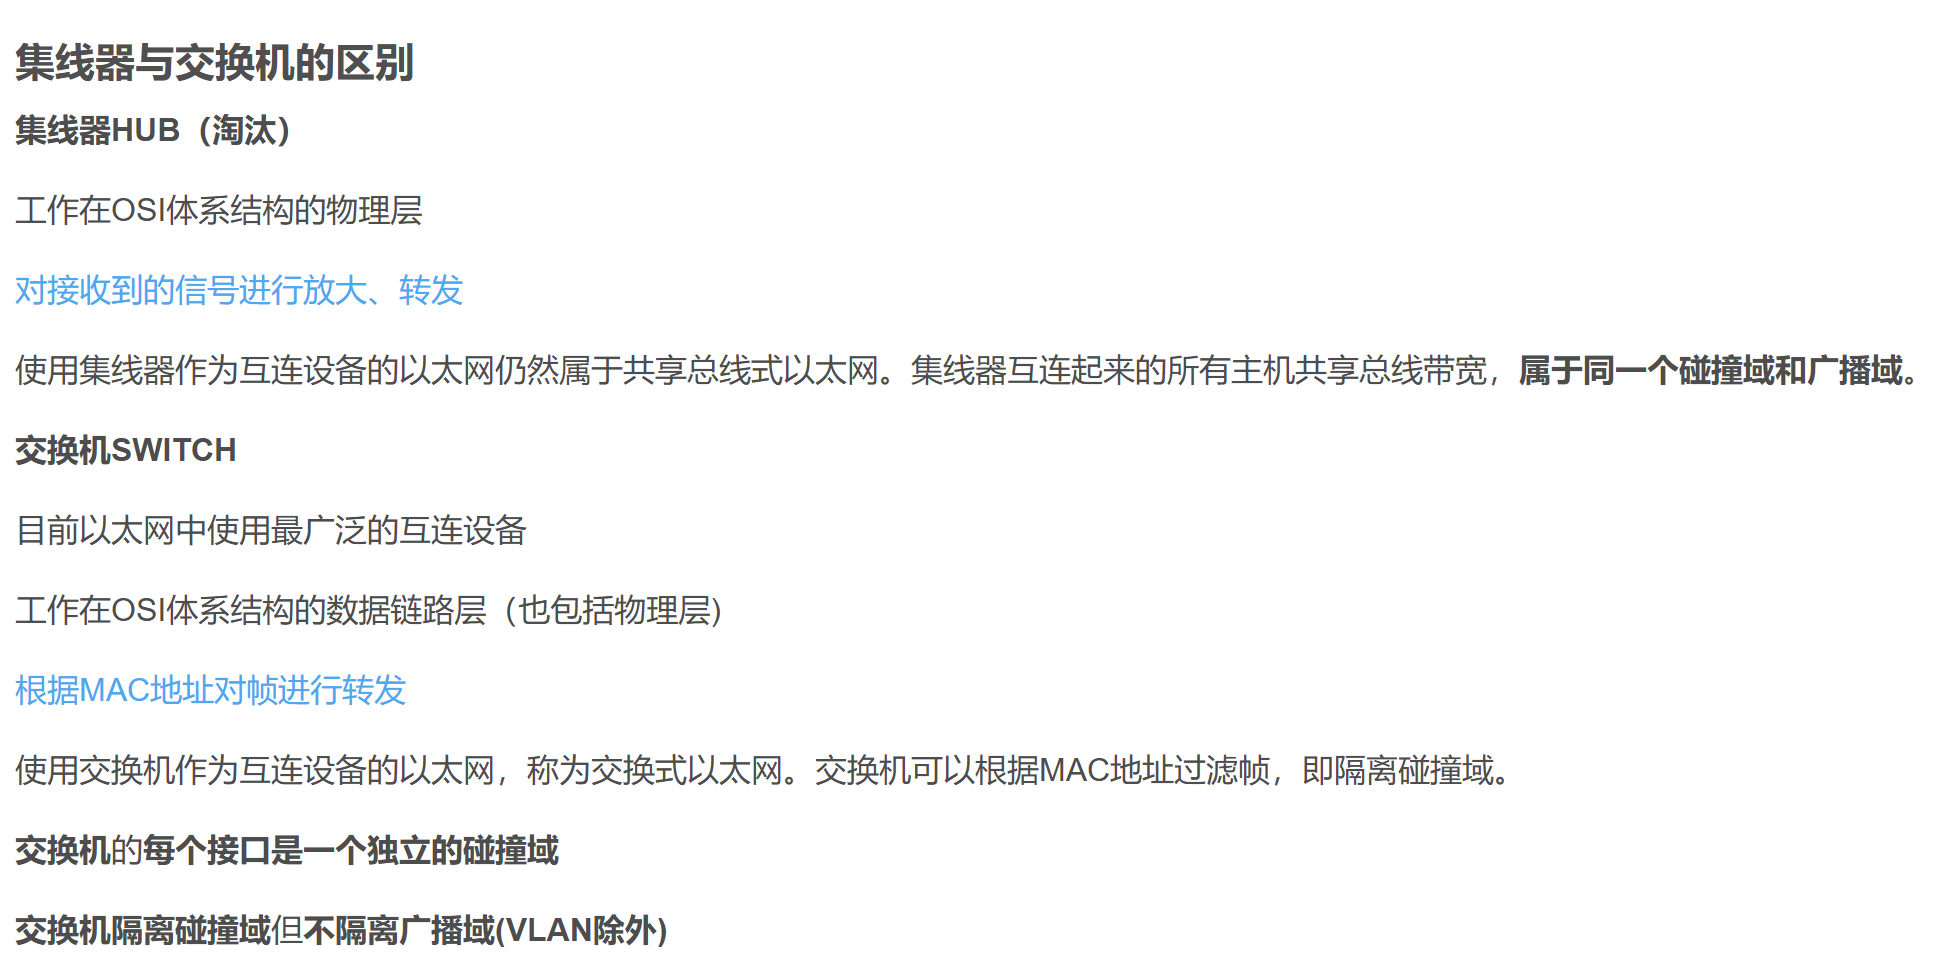 集线器与交换机的区别
集线器HUB（淘汰）
工作在OSI体系结构的物理层
对接收到的信号进行放大、转发
使用集线器作为互连设备的以太网仍然属于共享总线式以太网。集线器互连起来的所有主机共享总线带宽，属于同一个碰撞域和广播域。
交换机SWITCH
目前以太网中使用最广泛的互连设备
工作在OSI体系结构的数据链路层（也包括物理层)
根据MAC地址对帧进行转发
使用交换机作为互连设备的以太网，称为交换式以太网。交换机可以根据MAC地址过滤帧，即隔离碰撞域。
交换机的每个接口是一个独立的碰撞域
交换机隔离碰撞域但不隔离广播域(VLAN除外)